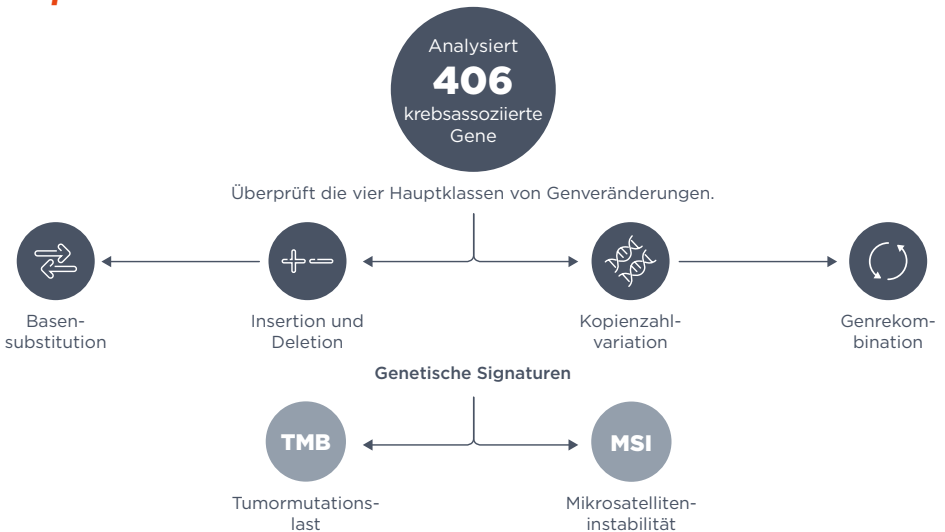 Analysiert
406
krebsassoziierte
Gene
Überprüft die vier Hauptklassen von Genveränderungen.
Basen-
substitution
Insertion und
Deletion
Kopienzahl-
variation
Genrekom-
bination
Genetische Signaturen
TMB
MSI
Tumormutations-
last
Mikrosatelliten-
instabilität